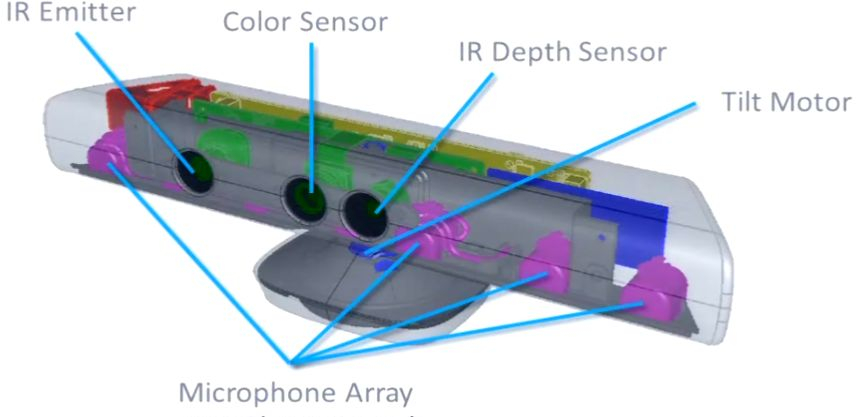 IR Emitter
Color Sensor
IR Depth Sensor
Tilt Motor
Microphone Array